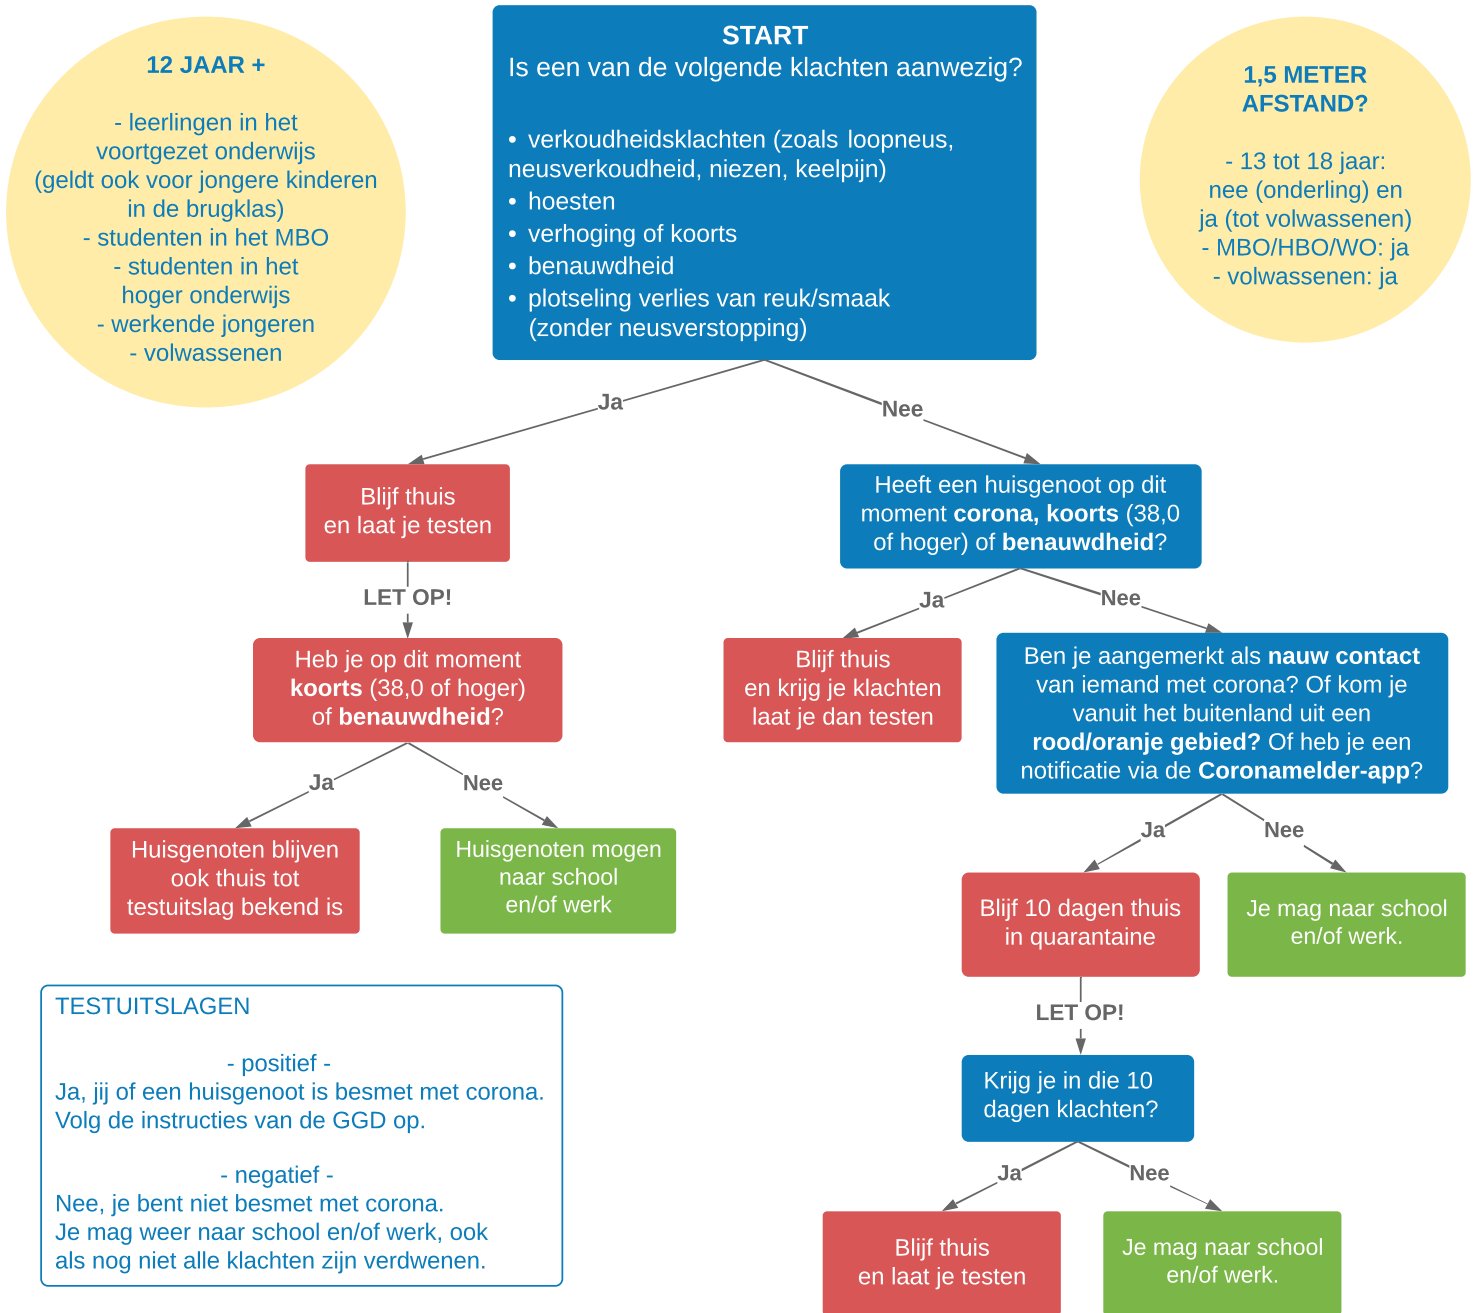 12 JAAR +
- leerlingen in het
voortgezet onderwijs
(geldt ook voor jongere kinderen
in de brugklas)
- studenten in het MBO
- studenten in het
hoger onderwijs
- werkende jongeren
- volwassenen
START
Is een van de volgende klachten aanwezig?
• verkoudheidsklachten (zoals loopneus,
neusverkoudheid, niezen, keelpijn)
• hoesten
• verhoging of koorts
• benauwdheid
• plotseling verlies van reuk/smaak
(zonder neusverstopping)
1,5 METER
AFSTAND?
- 13 tot 18 jaar:
nee (onderling) en
ja (tot volwassenen)
- MBO/HBO/WO: ja
- volwassenen: ja
Ja
Nee
Blijf thuis
en laat je testen
LET OP!
Heb je op dit moment
koorts (38,0 of hoger)
of benauwdheid?
Ja
Nee
Huisgenoten blijven
ook thuis tot
testuitslag bekend is
Huisgenoten mogen
naar school
en/of werk
Heeft een huisgenoot op dit
moment corona, koorts (38,0
of hoger) of benauwdheid?
Ja
Nee
Blijf thuis
en krijg je klachten
laat je dan testen
Ben je aangemerkt als nauw contact
van iemand met corona? Of kom je
vanuit het buitenland uit een
rood/oranje gebied? Of heb je een
notificatie via de Coronamelder-app?
Ja
Nee
Blijf 10 dagen thuis
in quarantaine
Je mag naar school
en/of werk.
LET OP!
Krijg je in die 10
dagen klachten?
Ja
Nee
Blijf thuis
en laat je testen
Je mag naar school
en/of werk.
TESTUITSLAGEN
- positief -
Ja, jij of een huisgenoot is besmet met corona.
Volg de instructies van de GGD op.
- negatief -
Nee, je bent niet besmet met corona.
Je mag weer naar school en/of werk, ook
als nog niet alle klachten zijn verdwenen.